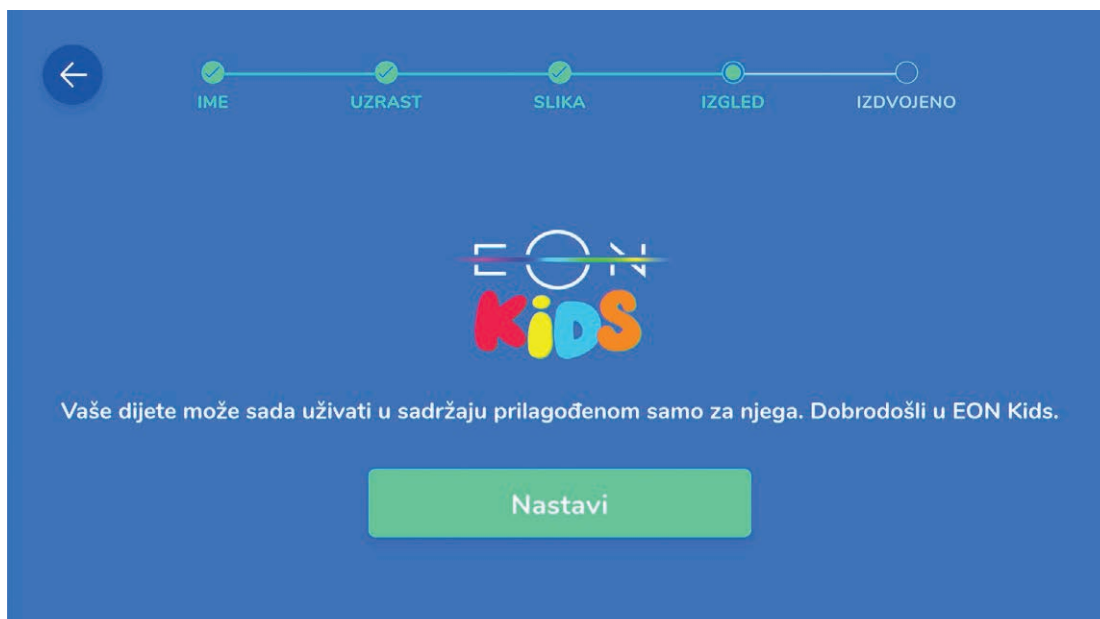 IME
UZRAST
SLIKA
IZGLED
IZDVOJENO
EON
KiDS
Vaše dijete može sada uživati u sadržaju prilagođenom samo za njega. Dobrodošli u EON Kids.
Nastavi